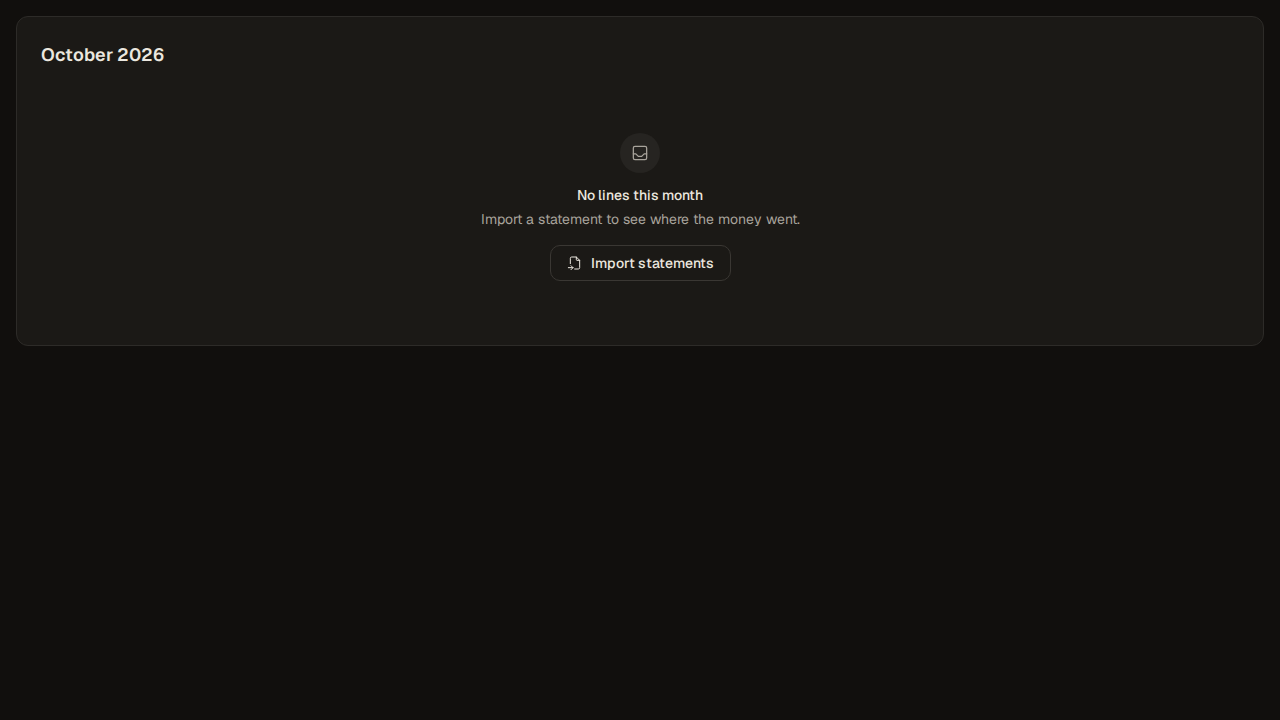 October 2026
No lines this month
Import a statement to see where the money went.
Import statements